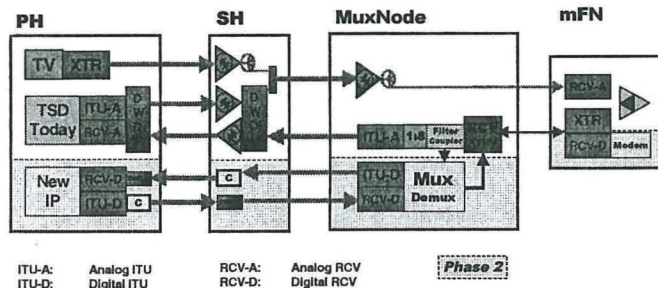 PH
SH
MuxNode
mFN
TV XTR
TSD Today
ITU-A
RCV-A
New IP
RCV-D
ITU-D
C
C
ITU-A 1:8 Filter Coupler
ITU-D
RCV-D
Mux Demux
RCV-A
XTR
RCV-D Modem
ITU-A: Analog ITU
ITU-D: Digital ITU
RCV-A: Analog RCV
RCV-D: Digital RCV
Phase 2